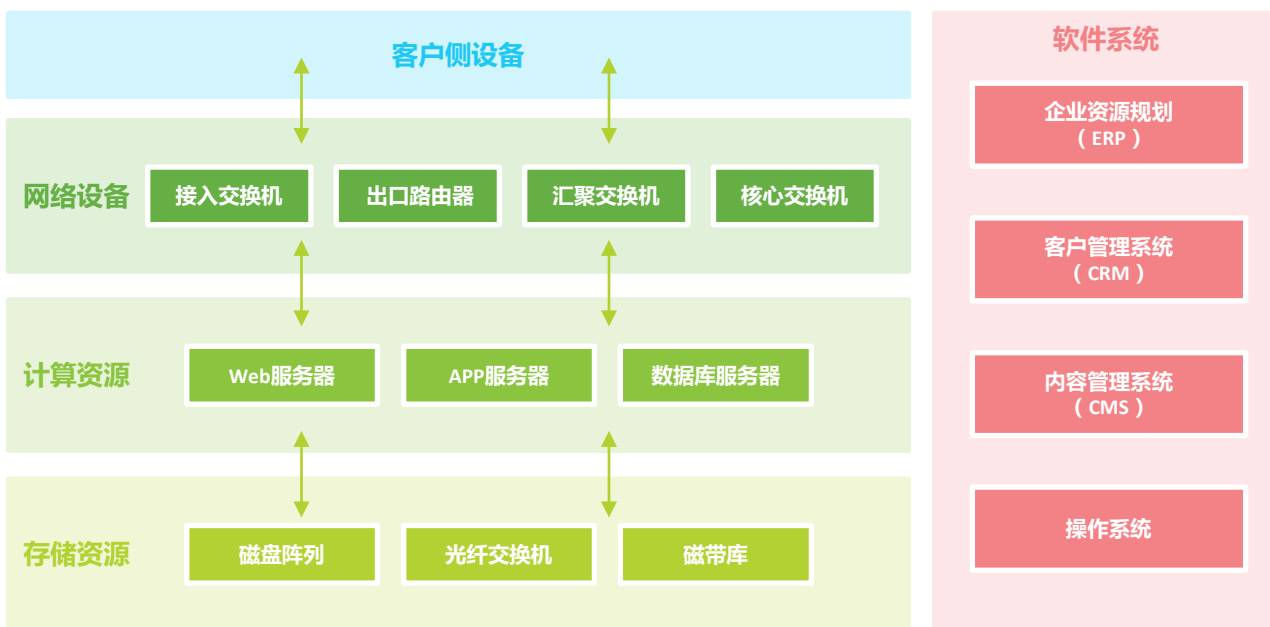 客户侧设备
网络设备
接入交换机
出口路由器
汇聚交换机
核心交换机
计算资源
Web服务器
APP服务器
数据库服务器
存储资源
磁盘阵列
光纤交换机
磁带库
软件系统
企业资源规划
（ERP）
客户管理系统
（CRM）
内容管理系统
（CMS）
操作系统